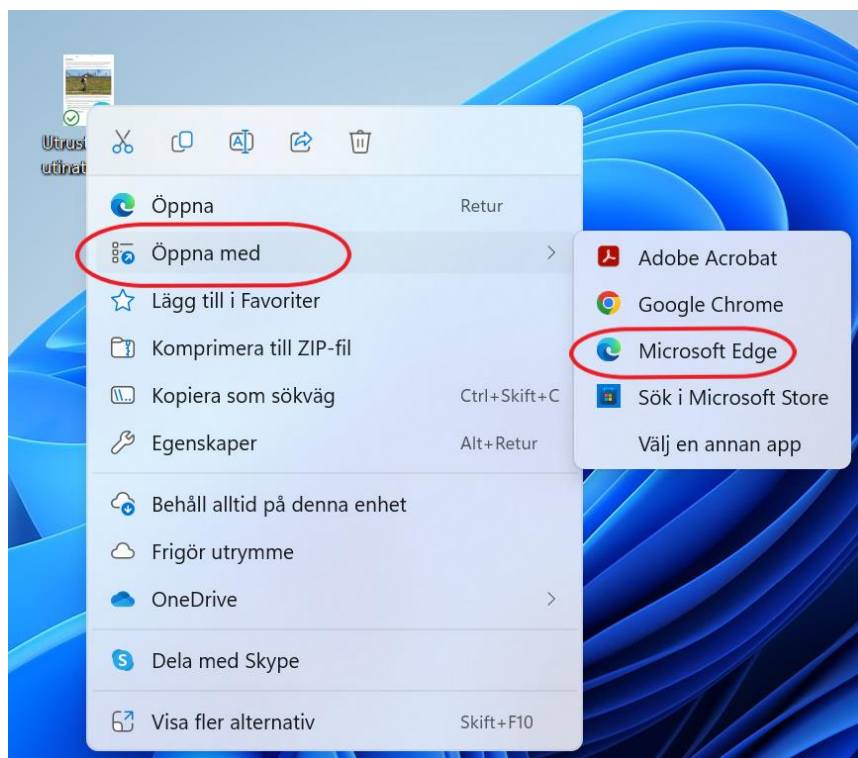 Öppna
Retur
Öppna med
Lägg till i Favoriter
Komprimera till ZIP-fil
Kopiera som sökväg
Ctrl+Skift+C
Egenskaper
Alt+Retur
Behåll alltid på denna enhet
Frigör utrymme
OneDrive
Dela med Skype
Visa fler alternativ
Skift+F10
Adobe Acrobat
Google Chrome
Microsoft Edge
Sök i Microsoft Store
Välj en annan app